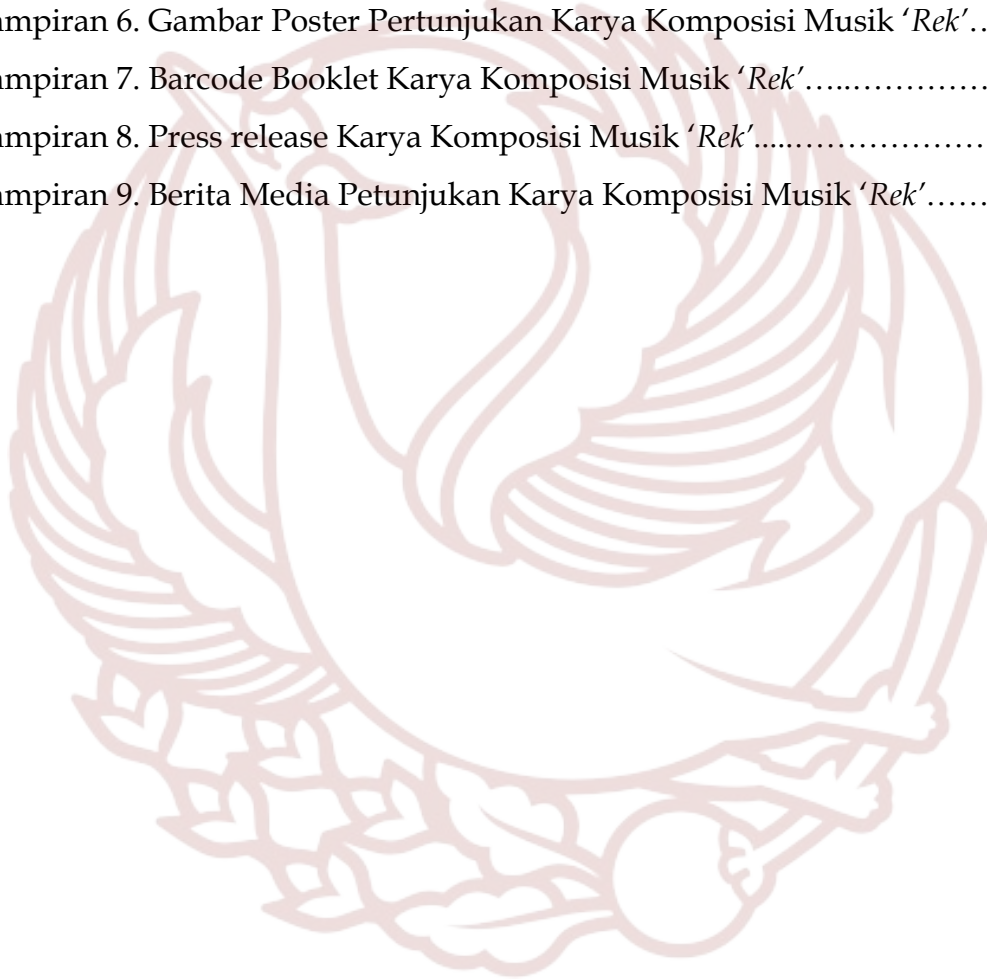 ampiran 6. Gambar Poster Pertunjukan Karya Komposisi Musik ‘Rek’…
ampiran 7. Barcode Booklet Karya Komposisi Musik ‘Rek’…..…………
ampiran 8. Press release Karya Komposisi Musik ‘Rek’.....………………
ampiran 9. Berita Media Petunjukan Karya Komposisi Musik ‘Rek’……